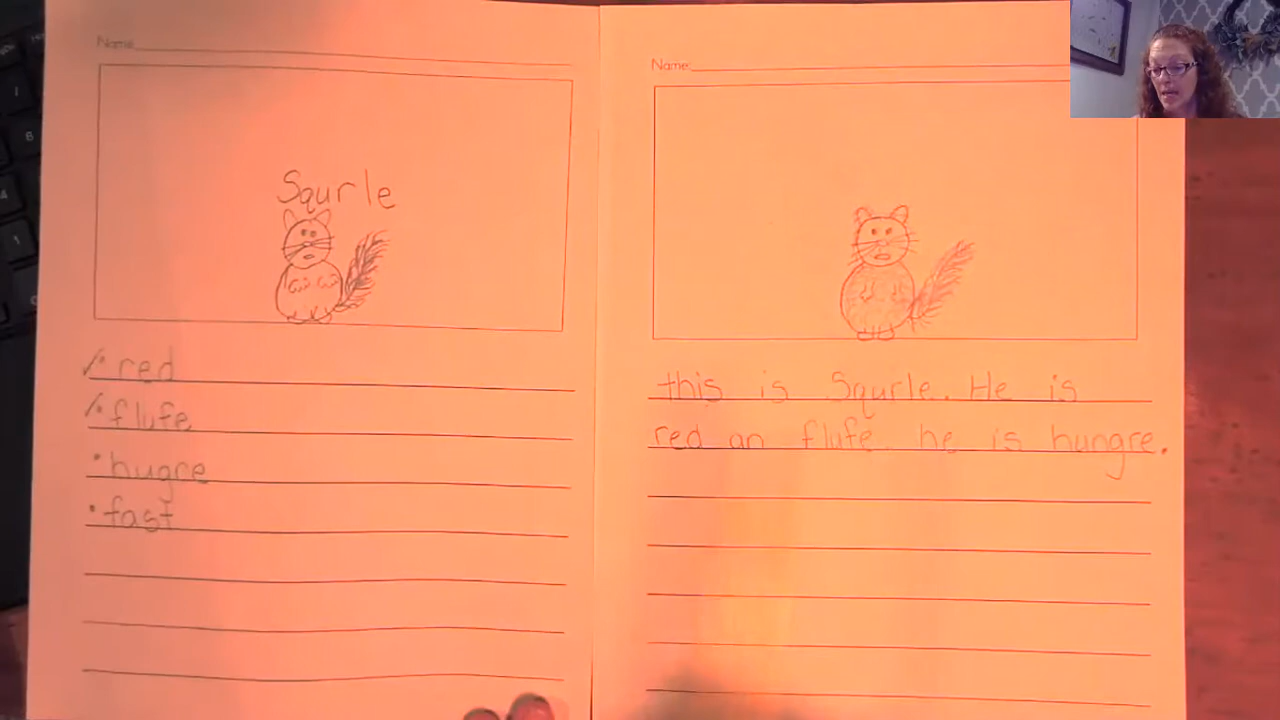 Name:
Squrle
red
flufe
hugre
fast
Name:
this is Squrle. He is
red an flufe. he is hungre.